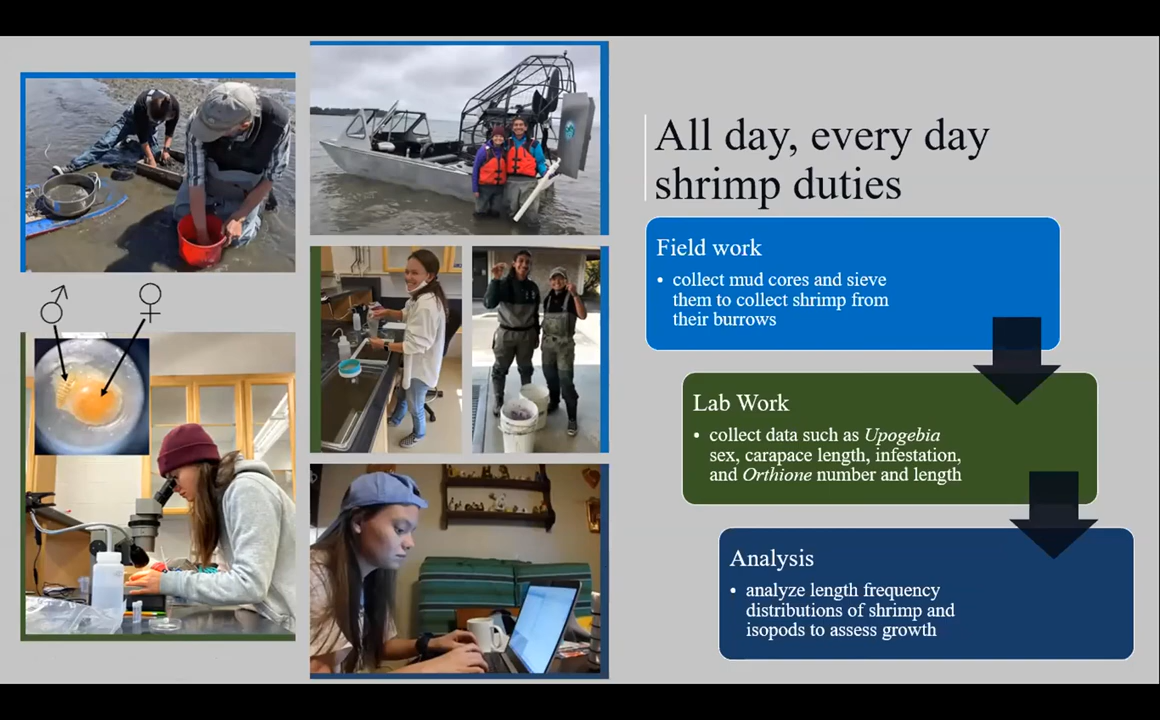 All day, every day
shrimp duties
Field work
• collect mud cores and sieve
them to collect shrimp from
their burrows
Lab Work
• collect data such as Upogebia
sex, carapace length, infestation,
and Orthione number and length
Analysis
• analyze length frequency
distributions of shrimp and
isopods to assess growth